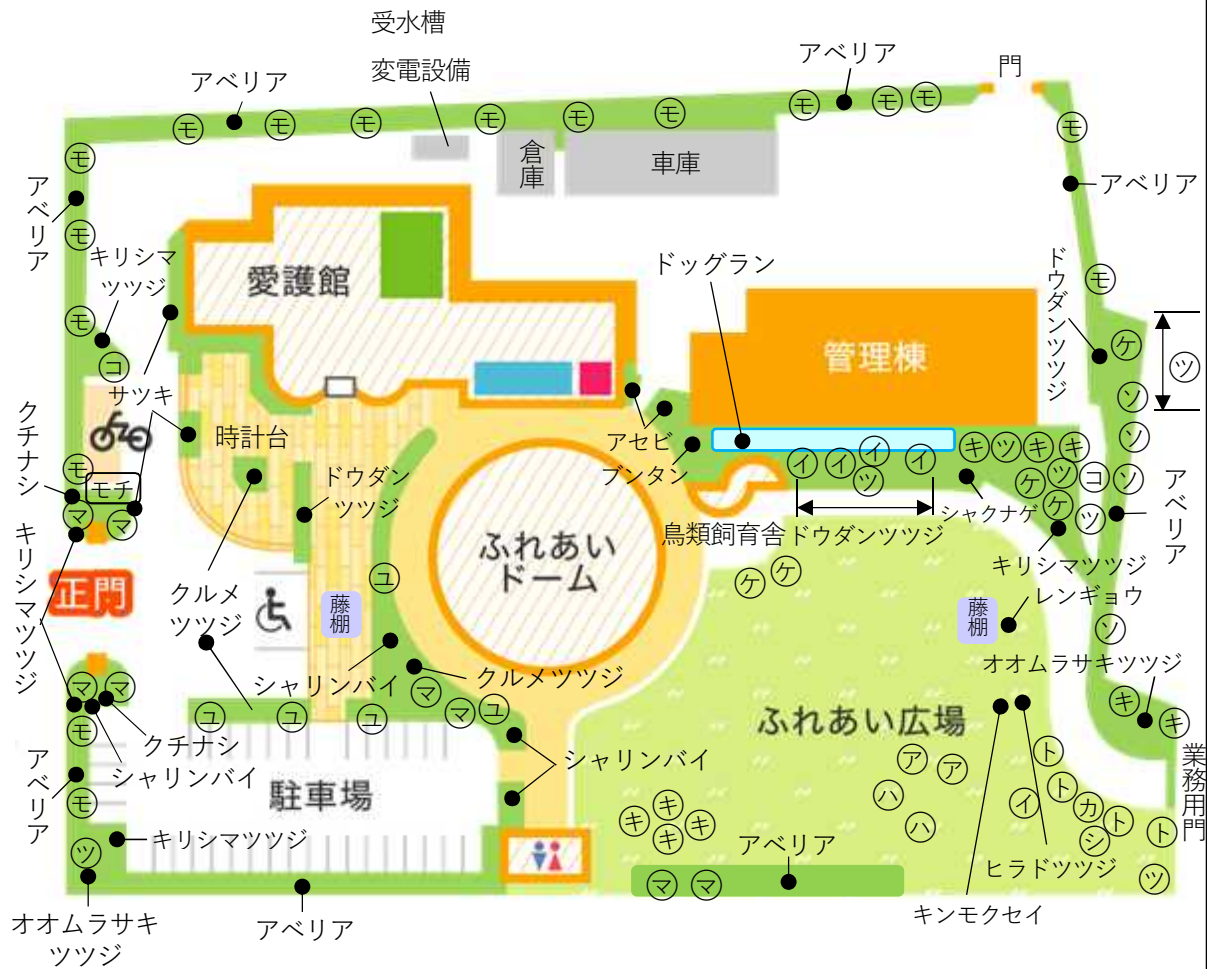 受水槽
変電設備
アベリア
アベリア
門
モ
モ
モ
モ
モ
モ
モ
モ
モ
倉庫
車庫
モ
モ
アベリア
アベリア
モ
キリシマ
ツツジ
愛護館
ドッグラン
ドウダンツツジ
モ
モ
コ
管理棟
ケ
ツ
サツキ
時計台
クチナシ
アセビ
ブンタン
ソ
ソ
モ
モチ
ドウダン
ツツジ
イ
イ
イ
イ
ツ
キ
ツ
キ
キ
ツ
コ
ソ
ケ
ケ
ツ
シャクナゲ
アベリア
マ
マ
キリシマツツジ
鳥類飼育舎
ドウダンツツジ
ふれあい
ドーム
キリシマツツジ
正門
クルメ
ツツジ
藤棚
ユ
ケ
ケ
藤棚
レンギョウ
ソ
シャリンバイ
クルメツツジ
オオムラサキツツジ
マ
マ
モ
クチナシ
シャリンバイ
ユ
ユ
ユ
マ
マ
ユ
シャリンバイ
ふれあい広場
キ
キ
業務用門
アベリア
モ
駐車場
ア
ア
ハ
ハ
ト
ト
イ
カ
シ
ト
ト
ツ
キリシマツツジ
キ
キ
キ
キ
アベリア
マ
マ
ヒラドツツジ
キンモクセイ
ツ
オオムラサキ
ツツジ
アベリア